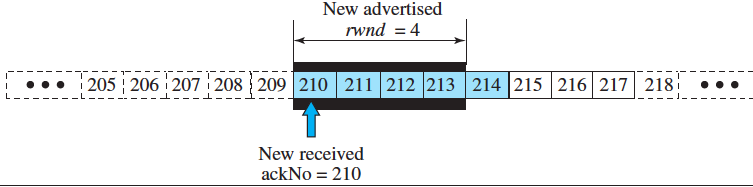 New advertised
rwnd = 4
••• 205 206 207 208 209 210 211 212 213 214 215 216 217 218 •••
New received
ackNo = 210